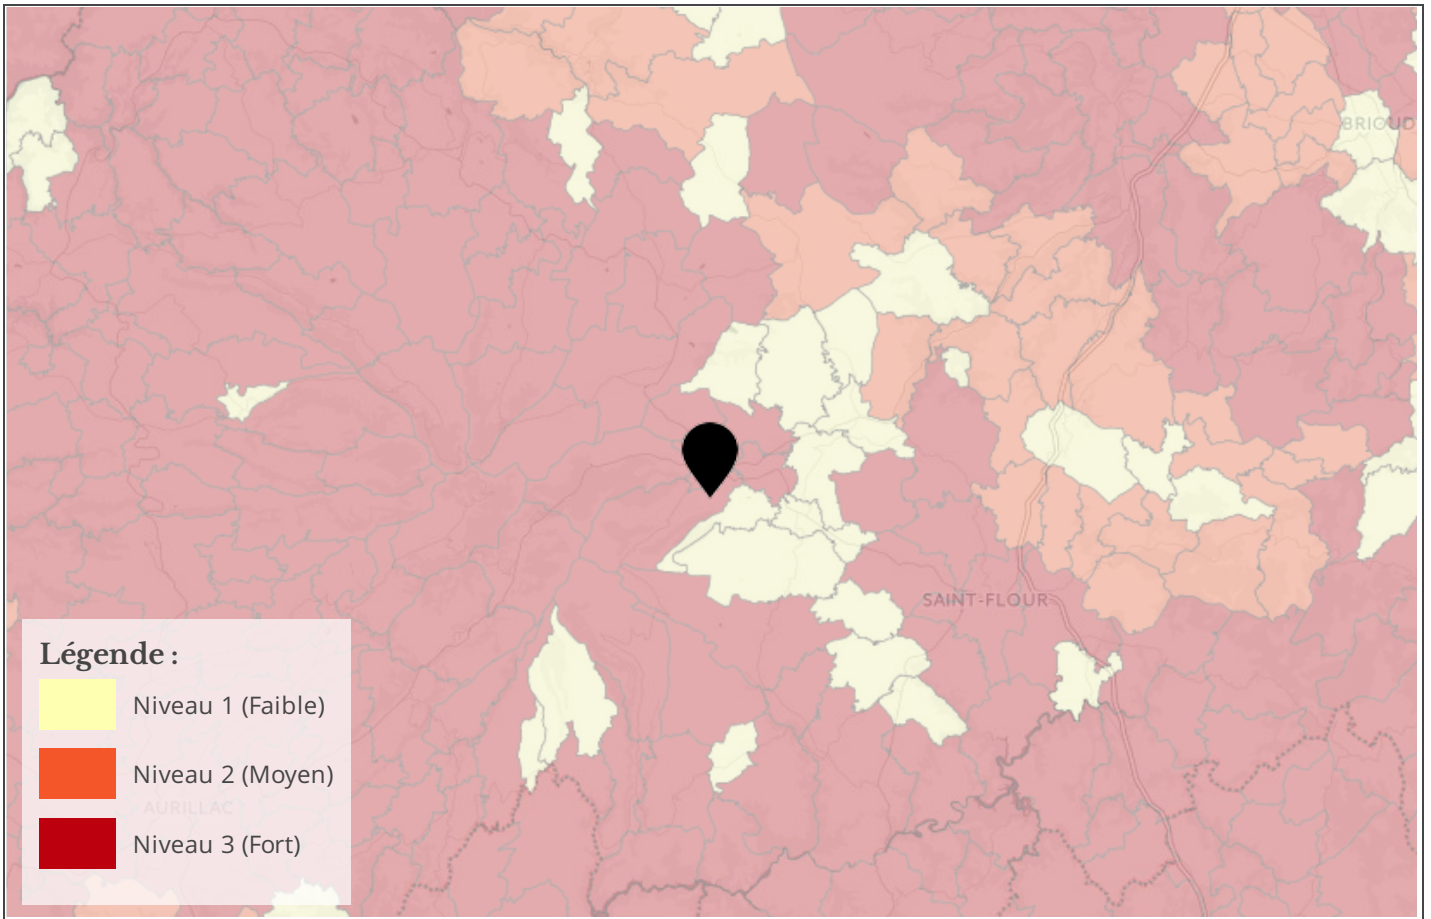 BRIOUD
SAINT-FLOUR
Légende :
Niveau 1 (Faible)
Niveau 2 (Moyen)
AURILLAC
Niveau 3 (Fort)